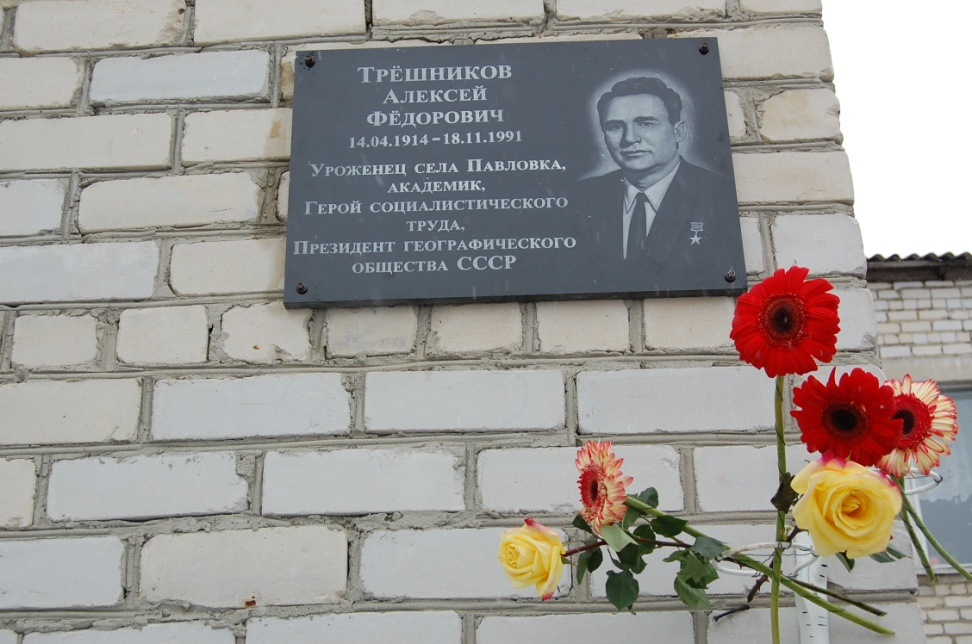 Трёшников
Алексей
Фёдорович
14.04.1914-18.11.1991
Уроженец села Павловка,
академик,
Герой социалистического
труда,
Президент географического
общества СССР